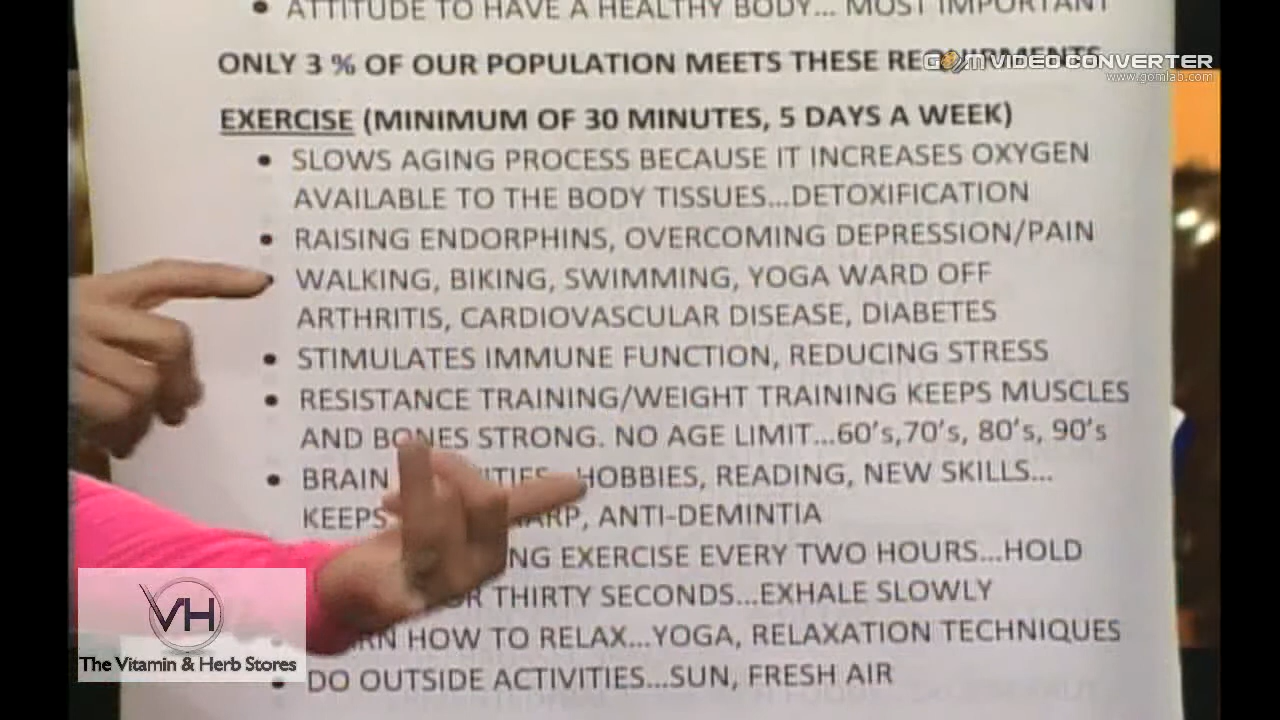 ATTITUDE TO HAVE A HEALTHY BODY... MOST IMPORTANT
ONLY 3 % OF OUR POPULATION MEETS THESE REQUIRMENTS
GOM VIDEO CONVERTER
www.gomlab.com
EXERCISE (MINIMUM OF 30 MINUTES, 5 DAYS A WEEK)
• SLOWS AGING PROCESS BECAUSE IT INCREASES OXYGEN
AVAILABLE TO THE BODY TISSUES...DETOXIFICATION
• RAISING ENDORPHINS, OVERCOMING DEPRESSION/PAIN
• WALKING, BIKING, SWIMMING, YOGA WARD OFF
ARTHRITIS, CARDIOVASCULAR DISEASE, DIABETES
• STIMULATES IMMUNE FUNCTION, REDUCING STRESS
• RESISTANCE TRAINING/WEIGHT TRAINING KEEPS MUSCLES
AND BONES STRONG. NO AGE LIMIT...60's,70's, 80's, 90's
• BRAIN HOBBIES, READING, NEW SKILLS...
KEEPS ANTI-DEMINTIA
EXERCISE EVERY TWO HOURS...HOLD
THIRTY SECONDS...EXHALE SLOWLY
HOW TO RELAX...YOGA, RELAXATION TECHNIQUES
• DO OUTSIDE ACTIVITIES...SUN, FRESH AIR
VH
The Vitamin & Herb Stores